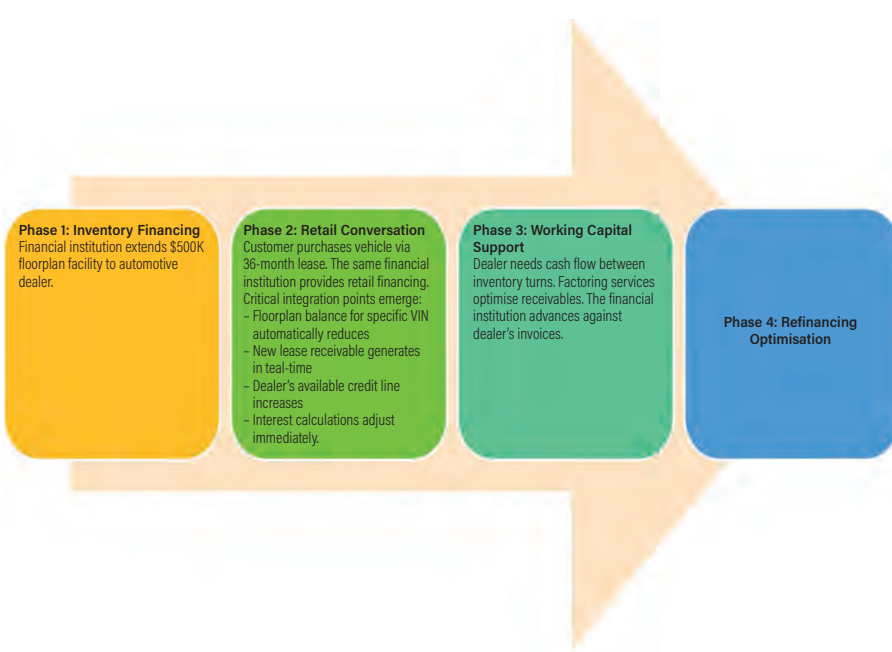 Phase 1: Inventory Financing
Financial institution extends $500K
floorplan facility to automotive
dealer.
Phase 2: Retail Conversation
Customer purchases vehicle via
36-month lease. The same financial
institution provides retail financing.
Critical integration points emerge:
– Floorplan balance for specific VIN
automatically reduces
– New lease receivable generates
in teal-time
– Dealer's available credit line
increases
– Interest calculations adjust
immediately.
Phase 3: Working Capital
Support
Dealer needs cash flow between
inventory turns. Factoring services
optimise receivables. The financial
institution advances against
dealer's invoices.
Phase 4: Refinancing
Optimisation